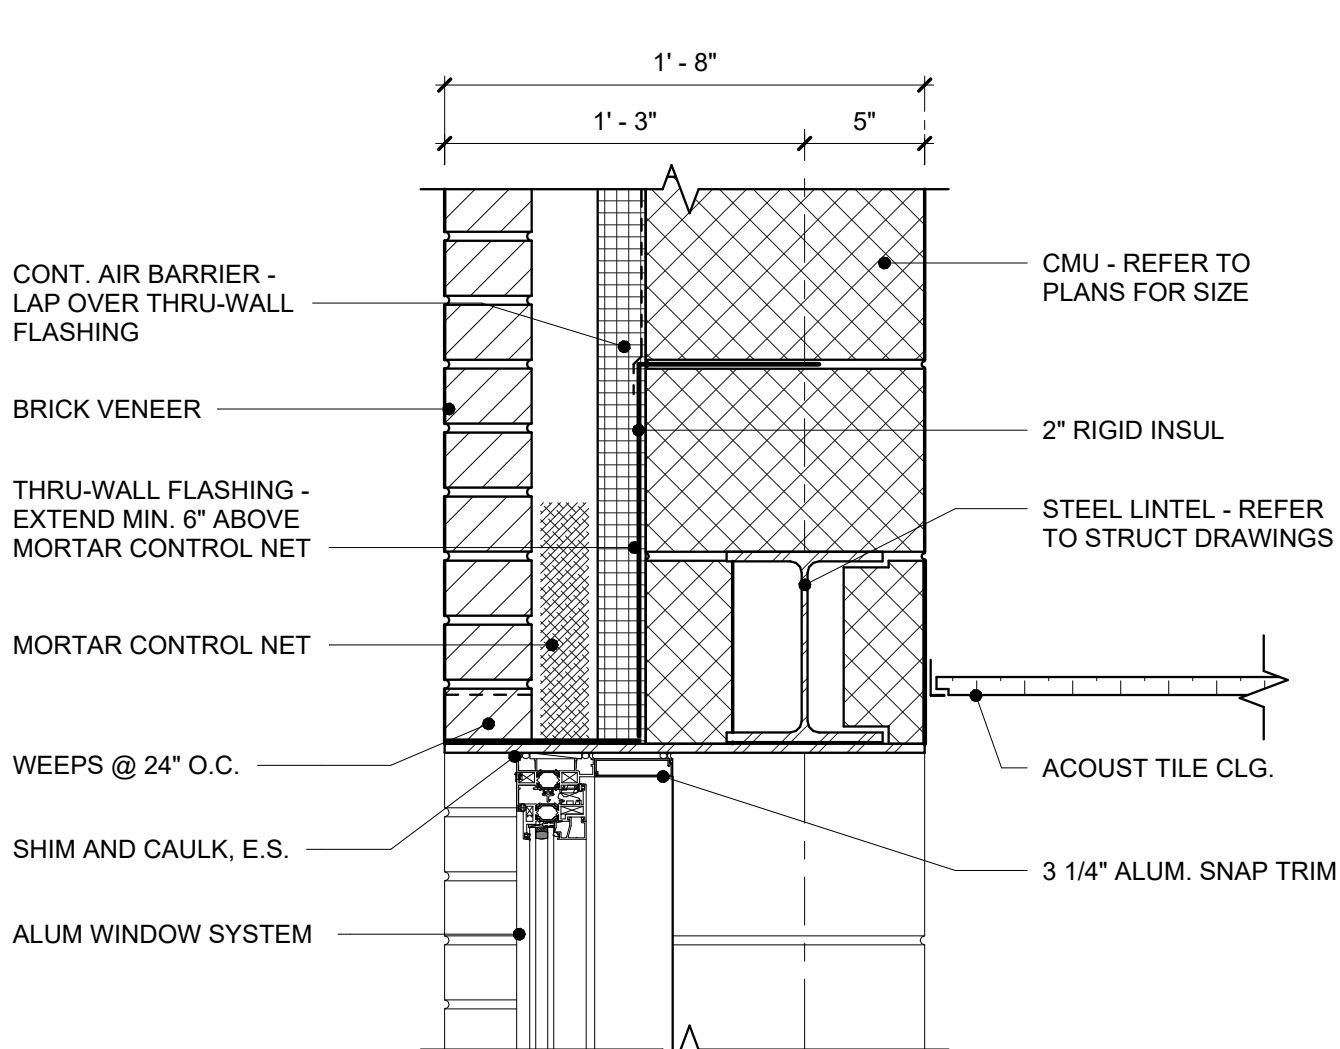 1' - 8"
1' - 3"
5"
CONT. AIR BARRIER -
LAP OVER THRU-WALL
FLASHING
BRICK VENEER
THRU-WALL FLASHING -
EXTEND MIN. 6" ABOVE
MORTAR CONTROL NET
MORTAR CONTROL NET
WEEPS @ 24" O.C.
SHIM AND CAULK, E.S.
ALUM WINDOW SYSTEM
CMU - REFER TO
PLANS FOR SIZE
2" RIGID INSUL
STEEL LINTEL - REFER
TO STRUCT DRAWINGS
ACOUST TILE CLG.
3 1/4" ALUM. SNAP TRIM